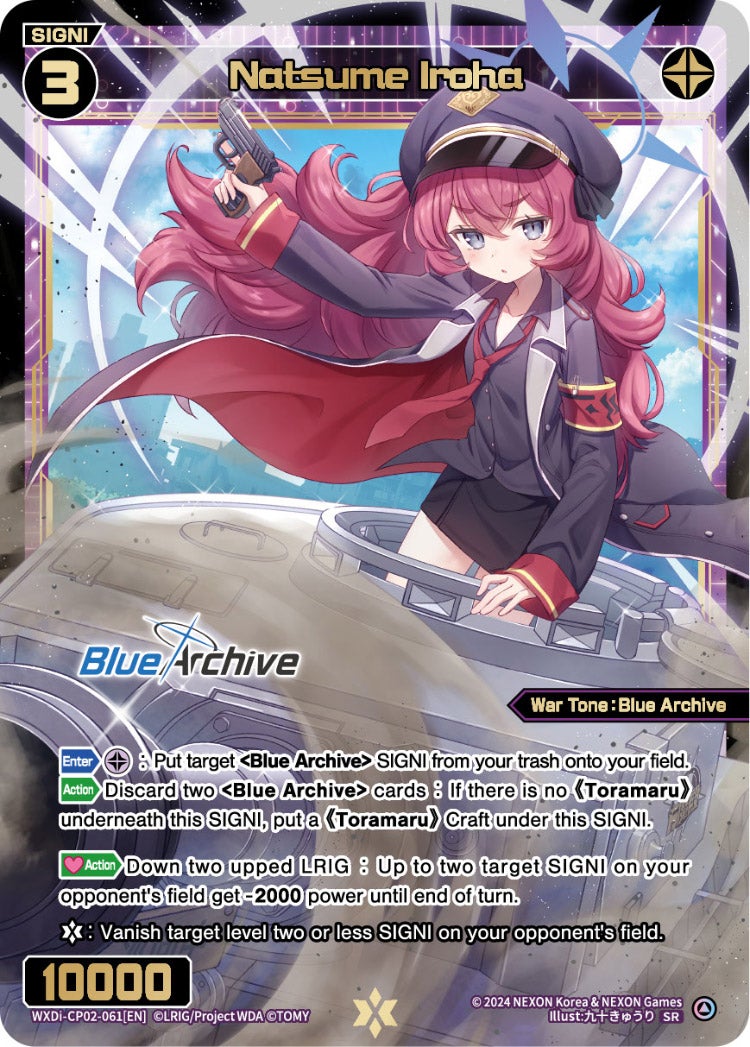 SIGNI
3
Natsume Iroha
Blue Archive
War Tone:Blue Archive
Enter : Put target <Blue Archive> SIGNI from your trash onto your field.
Action Discard two <Blue Archive> cards : If there is no 《Toramaru》
underneath this SIGNI, put a 《Toramaru》 Craft under this SIGNI.
Action Down two upped LRIG : Up to two target SIGNI on your
opponent's field get -2000 power until end of turn.
: Vanish target level two or less SIGNI on your opponent's field.
10000
© 2024 NEXON Korea & NEXON Games
WXDi-CP02-061[EN] ©LRIG/Project WDA ©TOMY
Illust:九十きゅうり SR